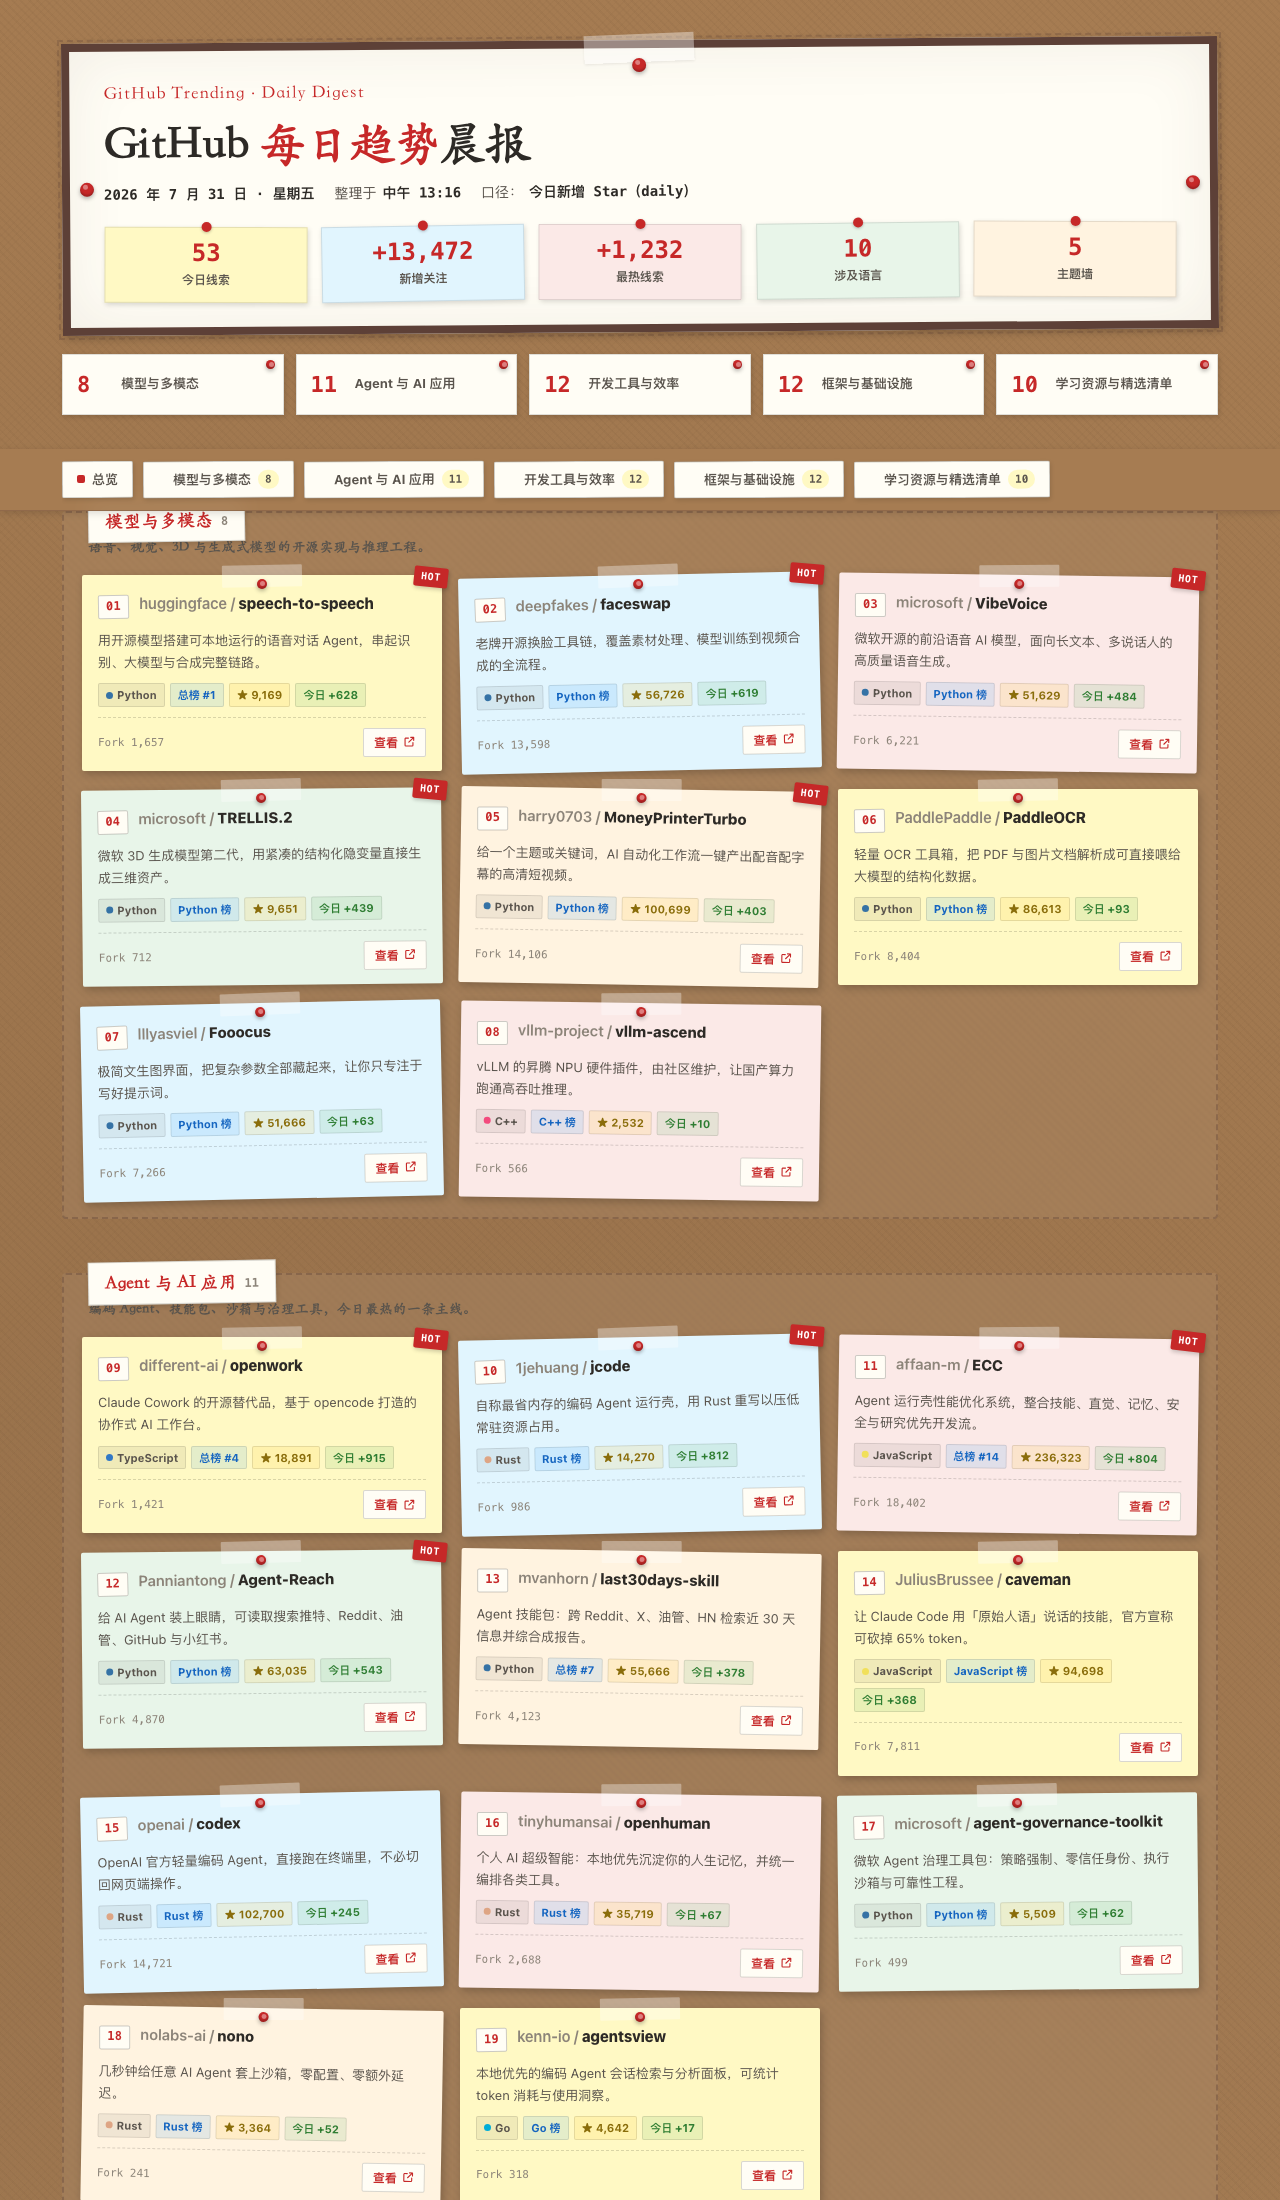 GitHub Trending · Daily Digest
GitHub 每日趋势晨报
2026 年 7 月 31 日 · 星期五 整理于 中午 13:16 口径： 今日新增 Star (daily)
53
今日线索
+13,472
新增关注
+1,232
最热线索
10
涉及语言
5
主题墙
8 模型与多模态
11 Agent 与 AI 应用
12 开发工具与效率
12 框架与基础设施
10 学习资源与精选清单
总览
模型与多模态 8
Agent 与 AI 应用 11
开发工具与效率 12
框架与基础设施 12
学习资源与精选清单 10
模型与多模态 8
语音、视觉、3D 与生成式模型的开源实现与推理工程。
HOT
01 huggingface / speech-to-speech
用开源模型搭建可本地运行的语音对话 Agent，串起识
别、大模型与合成完整链路。
Python 总榜 #1 ★ 9,169 今日 +628
Fork 1,657 查看
HOT
02 deepfakes / faceswap
老牌开源换脸工具链，覆盖素材处理、模型训练到视频合
成的全流程。
Python Python 榜 ★ 56,726 今日 +619
Fork 13,598 查看
HOT
03 microsoft / VibeVoice
微软开源的前沿语音 AI 模型，面向长文本、多说话人的
高质量语音生成。
Python Python 榜 ★ 51,629 今日 +484
Fork 6,221 查看
HOT
04 microsoft / TRELLIS.2
微软 3D 生成模型第二代，用紧凑的结构化隐变量直接生
成三维资产。
Python Python 榜 ★ 9,651 今日 +439
Fork 712 查看
HOT
05 harry0703 / MoneyPrinterTurbo
给一个主题或关键词，AI 自动化工作流一键产出配音配字
幕的高清短视频。
Python Python 榜 ★ 100,699 今日 +403
Fork 14,106 查看
06 PaddlePaddle / PaddleOCR
轻量 OCR 工具箱，把 PDF 与图片文档解析成可直接喂给
大模型的结构化数据。
Python Python 榜 ★ 86,613 今日 +93
Fork 8,404 查看
07 lllyasviel / Fooocus
极简文生图界面，把复杂参数全部藏起来，让你只专注于
写好提示词。
Python Python 榜 ★ 51,666 今日 +63
Fork 7,266 查看
08 vllm-project / vllm-ascend
vLLM 的昇腾 NPU 硬件插件，由社区维护，让国产算力
跑通高吞吐推理。
C++ C++ 榜 ★ 2,532 今日 +10
Fork 566 查看
Agent 与 AI 应用 11
编码 Agent、技能包、沙箱与治理工具，今日最热的一条主线。
HOT
09 different-ai / openwork
Claude Cowork 的开源替代品，基于 opencode 打造的
协作式 AI 工作台。
TypeScript 总榜 #4 ★ 18,891 今日 +915
Fork 1,421 查看
HOT
10 1jehuang / jcode
自称最省内存的编码 Agent 运行壳，用 Rust 重写以压低
常驻资源占用。
Rust Rust 榜 ★ 14,270 今日 +812
Fork 986 查看
HOT
11 affaan-m / ECC
Agent 运行壳性能优化系统，整合技能、直觉、记忆、安
全与研究优先开发流。
JavaScript 总榜 #14 ★ 236,323 今日 +804
Fork 18,402 查看
HOT
12 Panniantong / Agent-Reach
给 AI Agent 装上眼睛，可读取搜索推特、Reddit、油
管、GitHub 与小红书。
Python Python 榜 ★ 63,035 今日 +543
Fork 4,870 查看
13 mvanhorn / last30days-skill
Agent 技能包：跨 Reddit、X、油管、HN 检索近 30 天
信息并综合成报告。
Python 总榜 #7 ★ 55,666 今日 +378
Fork 4,123 查看
14 JuliusBrussee / caveman
让 Claude Code 用「原始人语」说话的技能，官方宣称
可砍掉 65% token。
JavaScript JavaScript 榜 ★ 94,698
今日 +368
Fork 7,811 查看
15 openai / codex
OpenAI 官方轻量编码 Agent，直接跑在终端里，不必切
回网页端操作。
Rust Rust 榜 ★ 102,700 今日 +245
Fork 14,721 查看
16 tinyhumansai / openhuman
个人 AI 超级智能：本地优先沉淀你的人生记忆，并统一
编排各类工具。
Rust Rust 榜 ★ 35,719 今日 +67
Fork 2,688 查看
17 microsoft / agent-governance-toolkit
微软 Agent 治理工具包：策略强制、零信任身份、执行
沙箱与可靠性工程。
Python Python 榜 ★ 5,509 今日 +62
Fork 499 查看
18 nolabs-ai / nono
几秒钟给任意 AI Agent 套上沙箱，零配置、零额外延
迟。
Rust Rust 榜 ★ 3,364 今日 +52
Fork 241 查看
19 kenn-io / agentsview
本地优先的编码 Agent 会话检索与分析面板，可统计
token 消耗与使用洞察。
Go Go 榜 ★ 4,642 今日 +17
Fork 318 查看